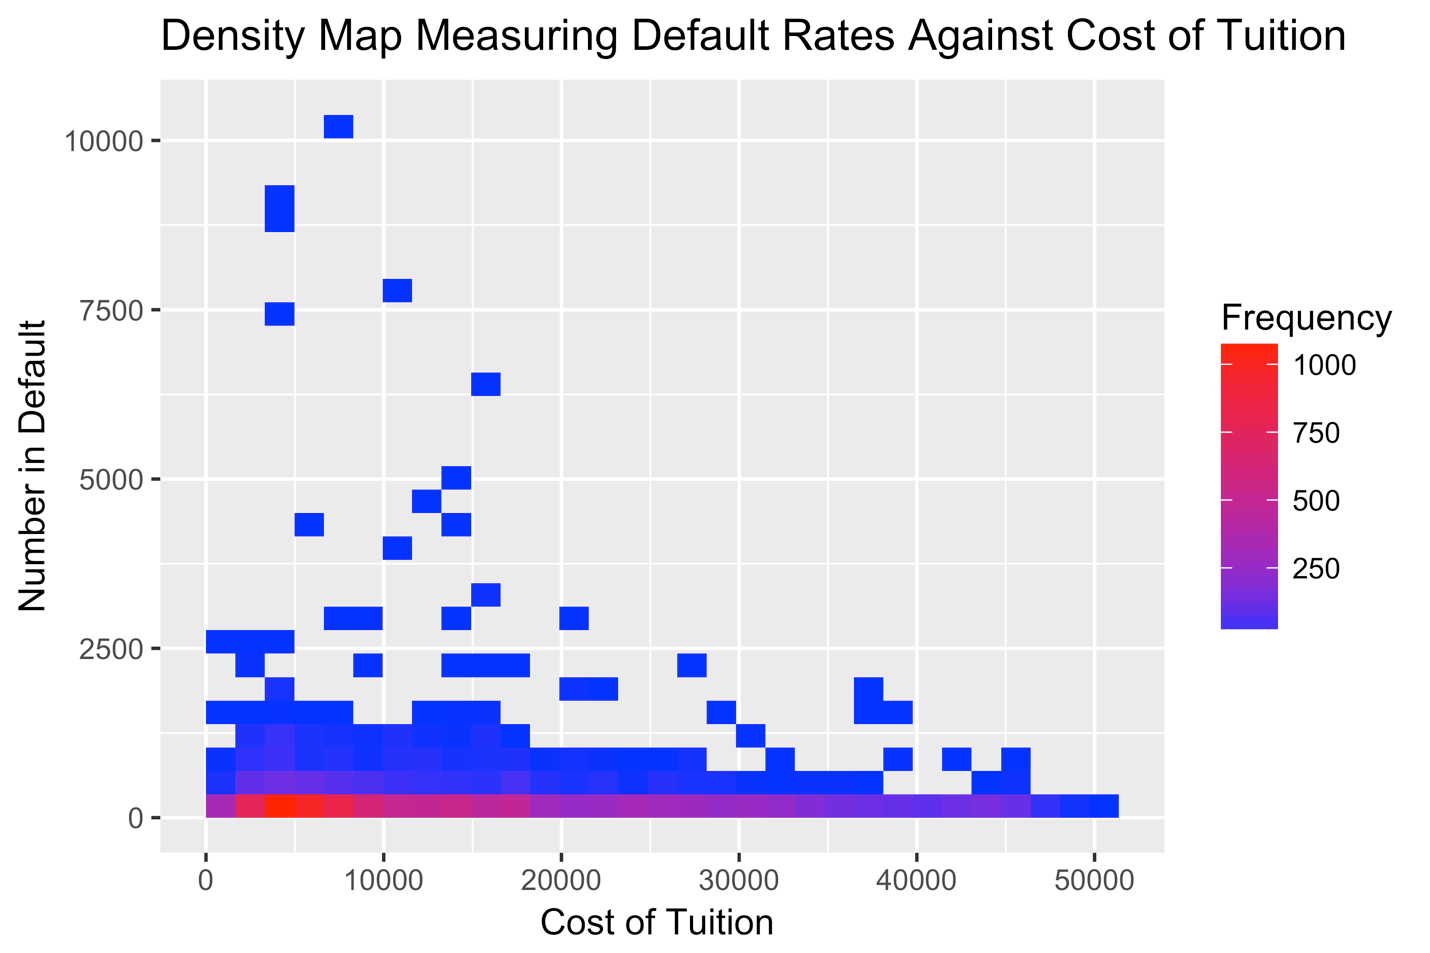 Density Map Measuring Default Rates Against Cost of Tuition
Number in Default
10000
7500
5000
2500
0
0 10000 20000 30000 40000 50000
Cost of Tuition
Frequency
1000
750
500
250